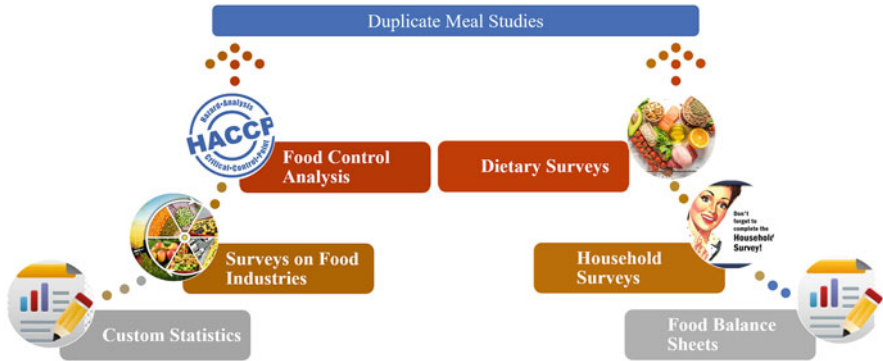 Duplicate Meal Studies
Hazard•Analysis
HACCP
Critical•Control•Point
Food Control
Analysis
Dietary Surveys
Don't
forget to
complete the
Household
Survey!
Surveys on Food
Industries
Household
Surveys
Custom Statistics
Food Balance
Sheets